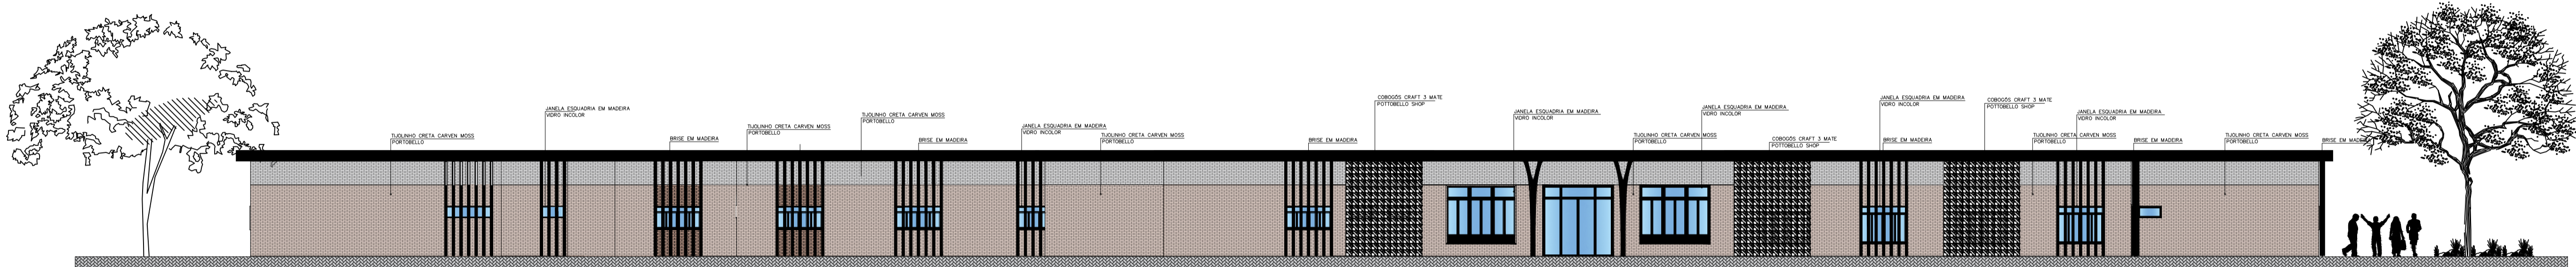 TIJOLINHO CRETA CARVEN MOSS
PORTOBELLO
JANELA ESQUADRIA EM MADEIRA
VIDRO INCOLOR
BRISE EM MADEIRA
TIJOLINHO CRETA CARVEN MOSS
PORTOBELLO
TIJOLINHO CRETA CARVEN MOSS
PORTOBELLO
BRISE EM MADEIRA
JANELA ESQUADRIA EM MADEIRA
VIDRO INCOLOR
TIJOLINHO CRETA CARVEN MOSS
PORTOBELLO
BRISE EM MADEIRA
COBOGÓS CRAFT 3 MATE
POTTOBELLO SHOP
JANELA ESQUADRIA EM MADEIRA
VIDRO INCOLOR
TIJOLINHO CRETA CARVEN MOSS
PORTOBELLO
JANELA ESQUADRIA EM MADEIRA
VIDRO INCOLOR
COBOGÓS CRAFT 3 MATE
POTTOBELLO SHOP
JANELA ESQUADRIA EM MADEIRA
VIDRO INCOLOR
BRISE EM MADEIRA
COBOGÓS CRAFT 3 MATE
POTTOBELLO SHOP
TIJOLINHO CRETA CARVEN MOSS
PORTOBELLO
JANELA ESQUADRIA EM MADEIRA
VIDRO INCOLOR
BRISE EM MADEIRA
TIJOLINHO CRETA CARVEN MOSS
PORTOBELLO
BRISE EM